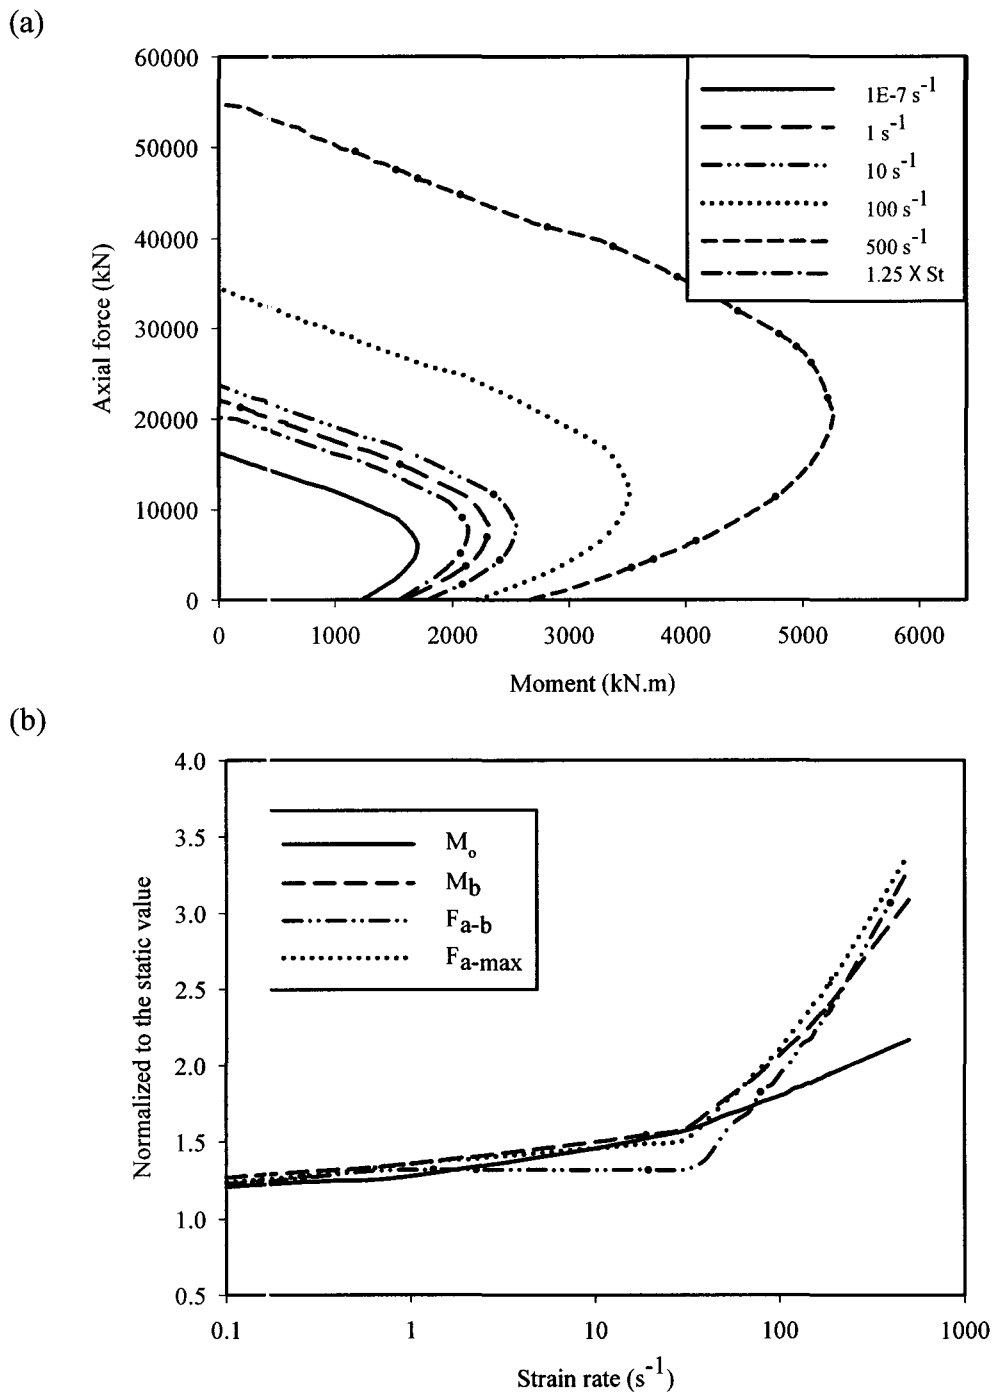 (a)
60000
50000
40000
30000
20000
10000
0
Axial force (kN)
1E-7 s-1
1 s-1
10 s-1
100 s-1
500 s-1
1.25 X St
0 1000 2000 3000 4000 5000 6000
Moment (kN.m)
(b)
4.0
3.5
3.0
2.5
2.0
1.5
1.0
0.5
Normalized to the static value
Mo
Mb
Fa-b
Fa-max
0.1 1 10 100 1000
Strain rate (s-1)